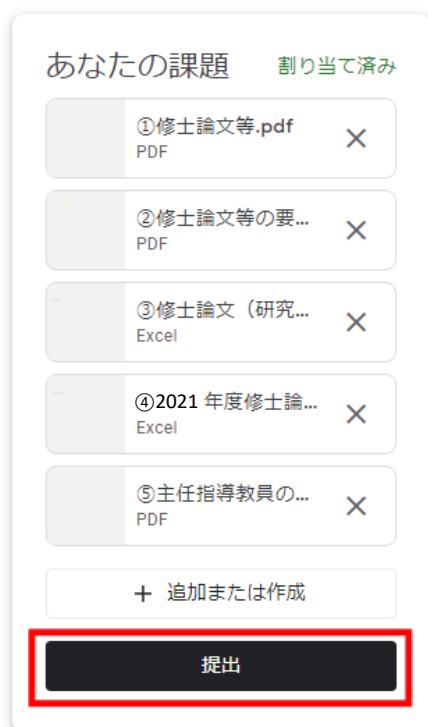 あなたの課題 割り当て済み
①修士論文等.pdf
PDF
②修士論文等の要...
PDF
③修士論文（研究...
Excel
④2021 年度修士論...
Excel
⑤主任指導教員の...
PDF
＋ 追加または作成
提出